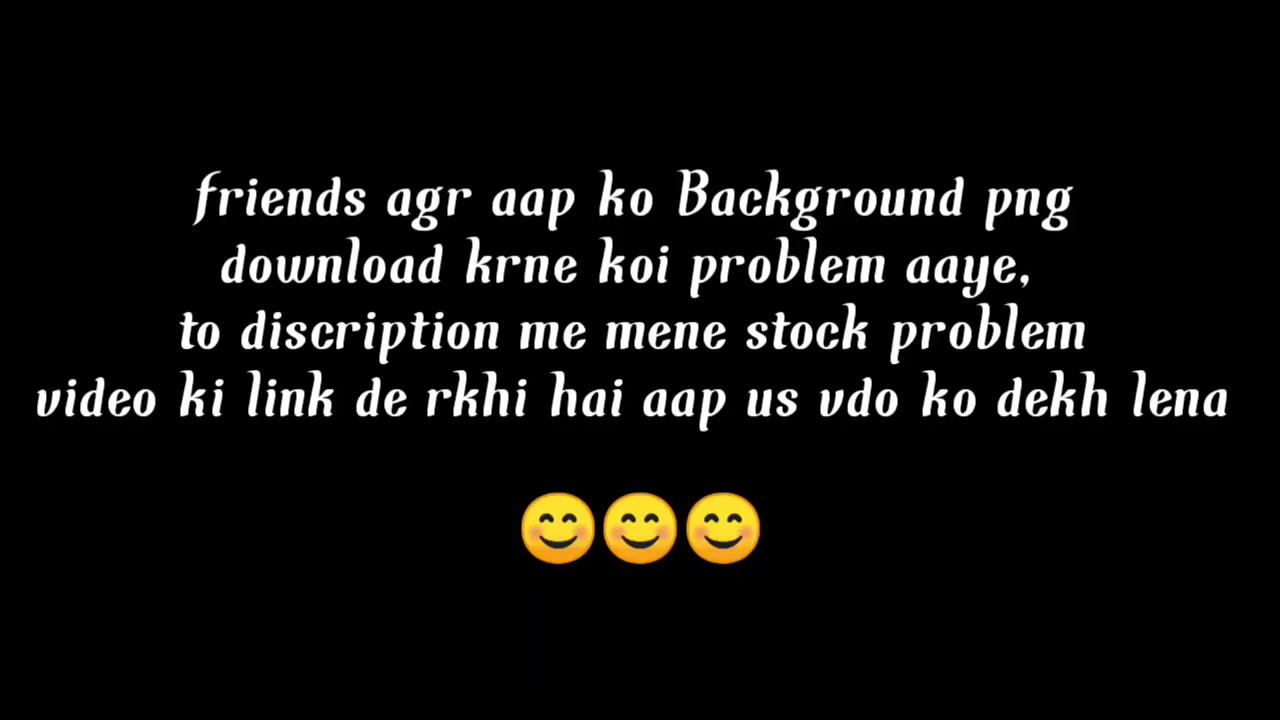 friends agr aap ko Background png
download krne koi problem aaye,
to discription me mene stock problem
video ki link de rkhi hai aap us vdo ko dekh lena
😊😊😊